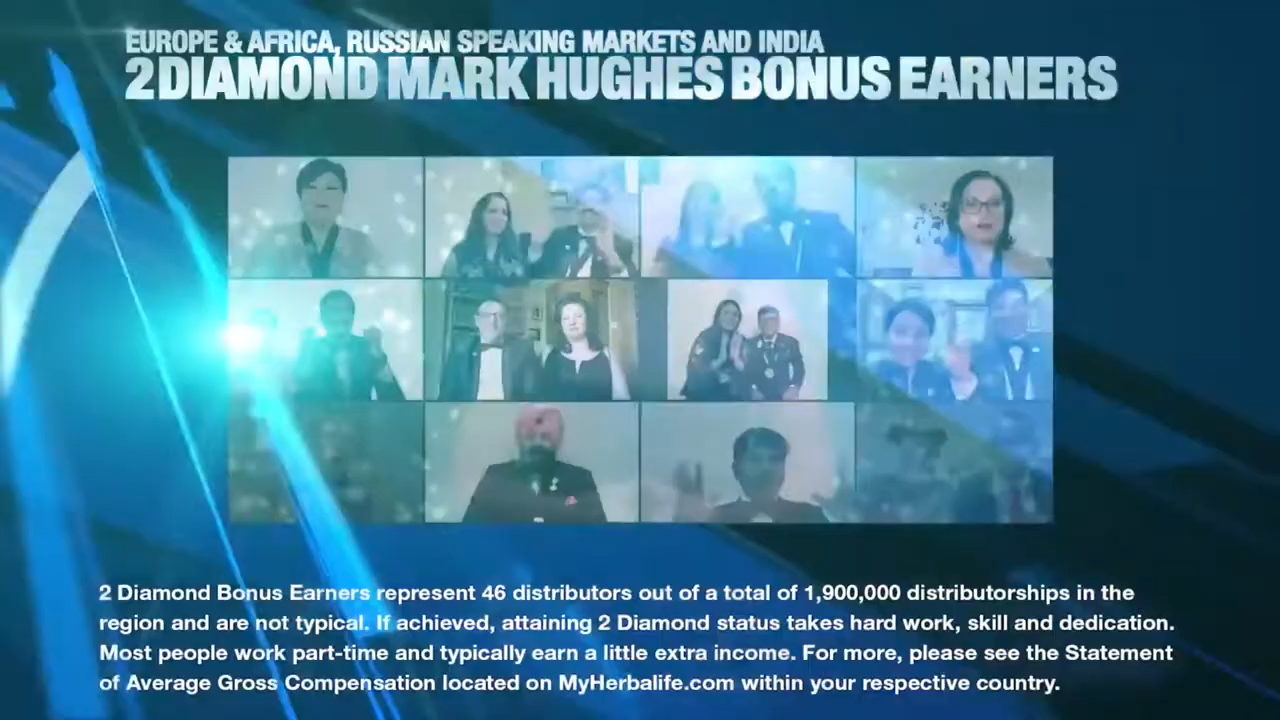 EUROPE & AFRICA, RUSSIAN SPEAKING MARKETS AND INDIA
2 DIAMOND MARK HUGHES BONUS EARNERS
2 Diamond Bonus Earners represent 46 distributors out of a total of 1,900,000 distributorships in the
region and are not typical. If achieved, attaining 2 Diamond status takes hard work, skill and dedication.
Most people work part-time and typically earn a little extra income. For more, please see the Statement
of Average Gross Compensation located on MyHerbalife.com within your respective country.